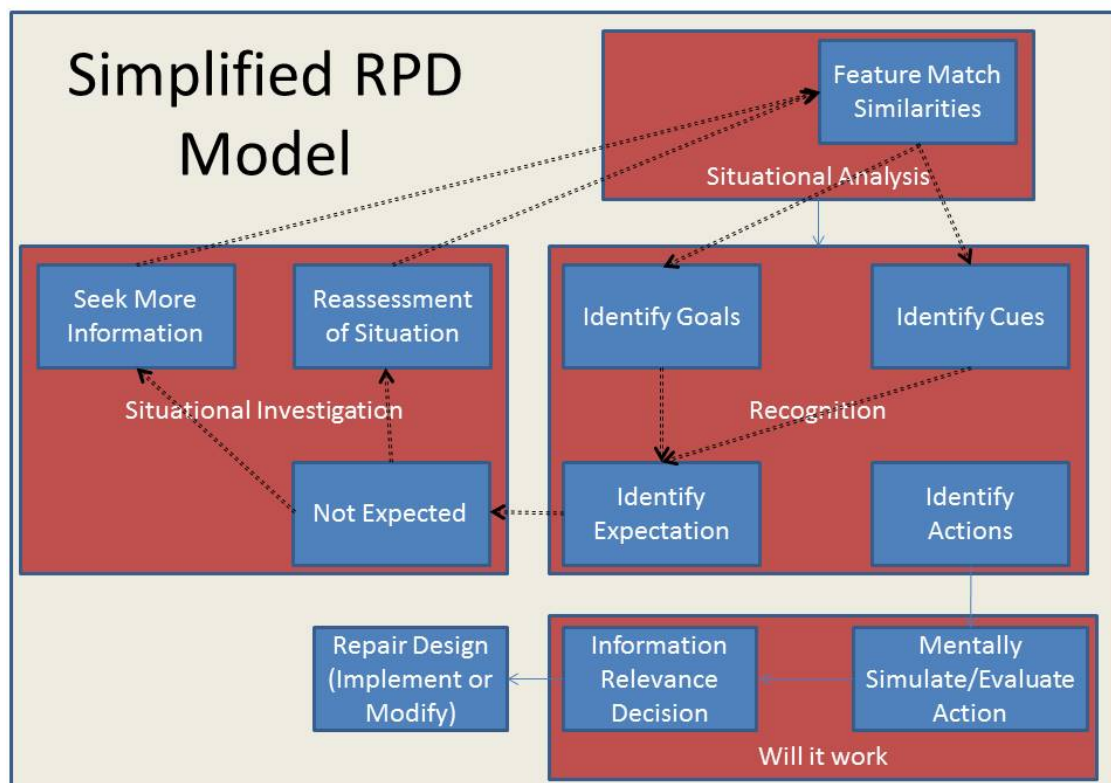 Simplified RPD
Model
Feature Match
Similarities
Situational Analysis
Seek More
Information
Reassessment
of Situation
Situational Investigation
Not Expected
Identify Goals
Identify Cues
Recognition
Identify
Expectation
Identify
Actions
Repair Design
(Implement or
Modify)
Information
Relevance
Decision
Mentally
Simulate/Evaluate
Action
Will it work